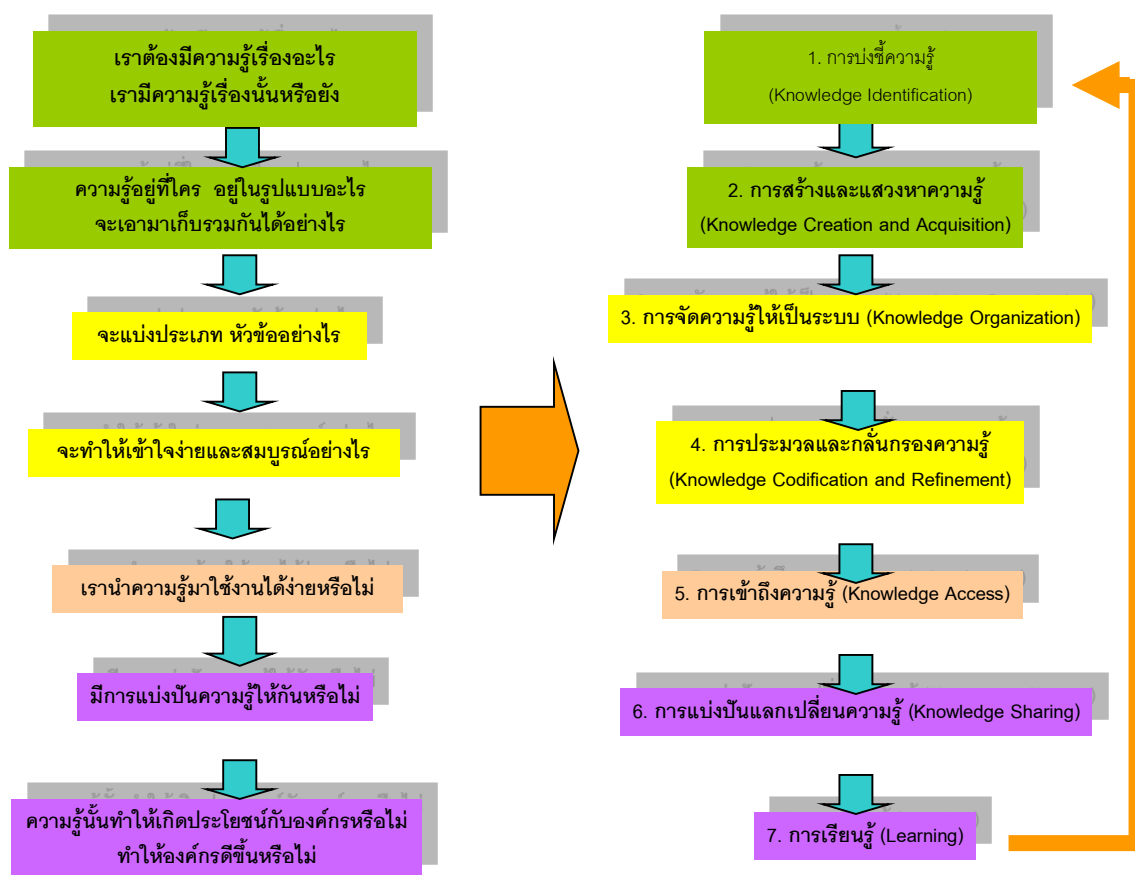 เราต้องมีความรู้เรื่องอะไร
เรามีความรู้เรื่องนั้นหรือยัง
ความรู้อยู่ที่ใคร อยู่ในรูปแบบอะไร
จะเอามาเก็บรวมกันได้อย่างไร
จะแบ่งประเภท หัวข้ออย่างไร
จะทำให้เข้าใจง่ายและสมบูรณ์อย่างไร
เรานำความรู้มาใช้งานได้ง่ายหรือไม่
มีการแบ่งปันความรู้ให้กันหรือไม่
ความรู้นั้นทำให้เกิดประโยชน์กับองค์กรหรือไม่
ทำให้องค์กรดีขึ้นหรือไม่
1. การบ่งชี้ความรู้
(Knowledge Identification)
2. การสร้างและแสวงหาความรู้
(Knowledge Creation and Acquisition)
3. การจัดความรู้ให้เป็นระบบ (Knowledge Organization)
4. การประมวลและกลั่นกรองความรู้
(Knowledge Codification and Refinement)
5. การเข้าถึงความรู้ (Knowledge Access)
6. การแบ่งปันแลกเปลี่ยนความรู้ (Knowledge Sharing)
7. การเรียนรู้ (Learning)